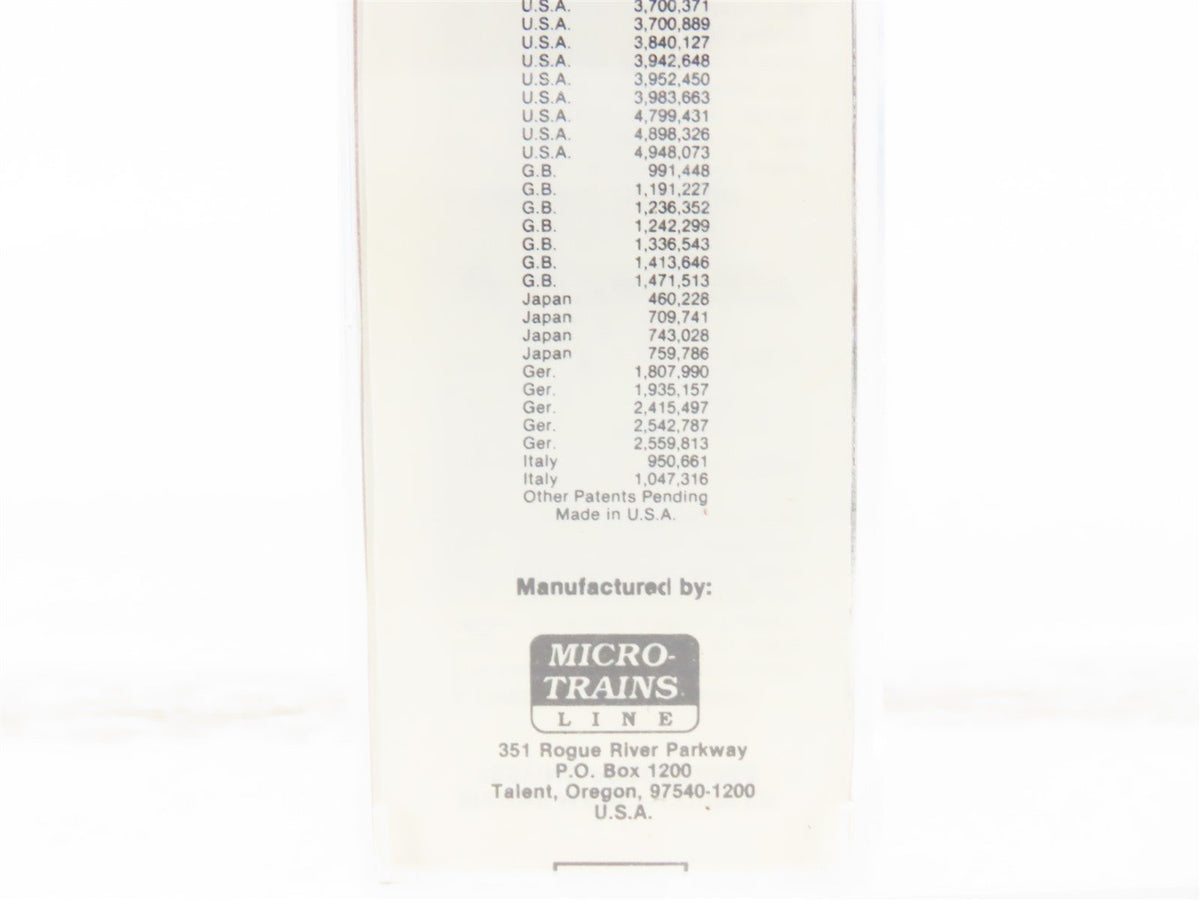 U.S.A. 3,700,371
U.S.A. 3,700,889
U.S.A. 3,840,127
U.S.A. 3,942,648
U.S.A. 3,952,450
U.S.A. 3,983,663
U.S.A. 4,799,431
U.S.A. 4,898,326
U.S.A. 4,948,073
G.B. 991,448
G.B. 1,191,227
G.B. 1,236,352
G.B. 1,242,299
G.B. 1,336,543
G.B. 1,413,646
G.B. 1,471,513
Japan 460,228
Japan 709,741
Japan 743,028
Japan 759,786
Ger. 1,807,990
Ger. 1,935,157
Ger. 2,415,497
Ger. 2,542,787
Ger. 2,559,813
Italy 950,661
Italy 1,047,316
Other Patents Pending
Made in U.S.A.
Manufactured by:
MICRO-
TRAINS
LINE
351 Rogue River Parkway
P.O. Box 1200
Talent, Oregon, 97540-1200
U.S.A.